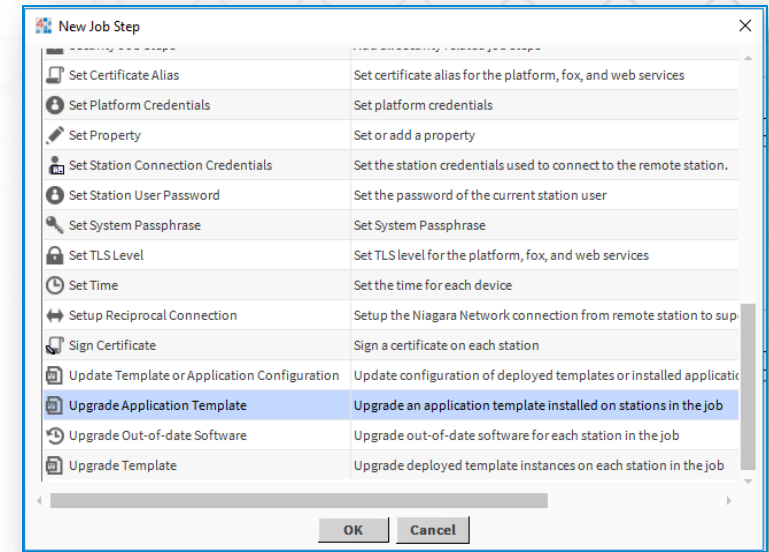 New Job Step
Set Certificate Alias Set certificate alias for the platform, fox, and web services
Set Platform Credentials Set platform credentials
Set Property Set or add a property
Set Station Connection Credentials Set the station credentials used to connect to the remote station.
Set Station User Password Set the password of the current station user
Set System Passphrase Set System Passphrase
Set TLS Level Set TLS level for the platform, fox, and web services
Set Time Set the time for each device
Setup Reciprocal Connection Setup the Niagara Network connection from remote station to sup
Sign Certificate Sign a certificate on each station
Update Template or Application Configuration Update configuration of deployed templates or installed applicatio
Upgrade Application Template Upgrade an application template installed on stations in the job
Upgrade Out-of-date Software Upgrade out-of-date software for each station in the job
Upgrade Template Upgrade deployed template instances on each station in the job
OK Cancel